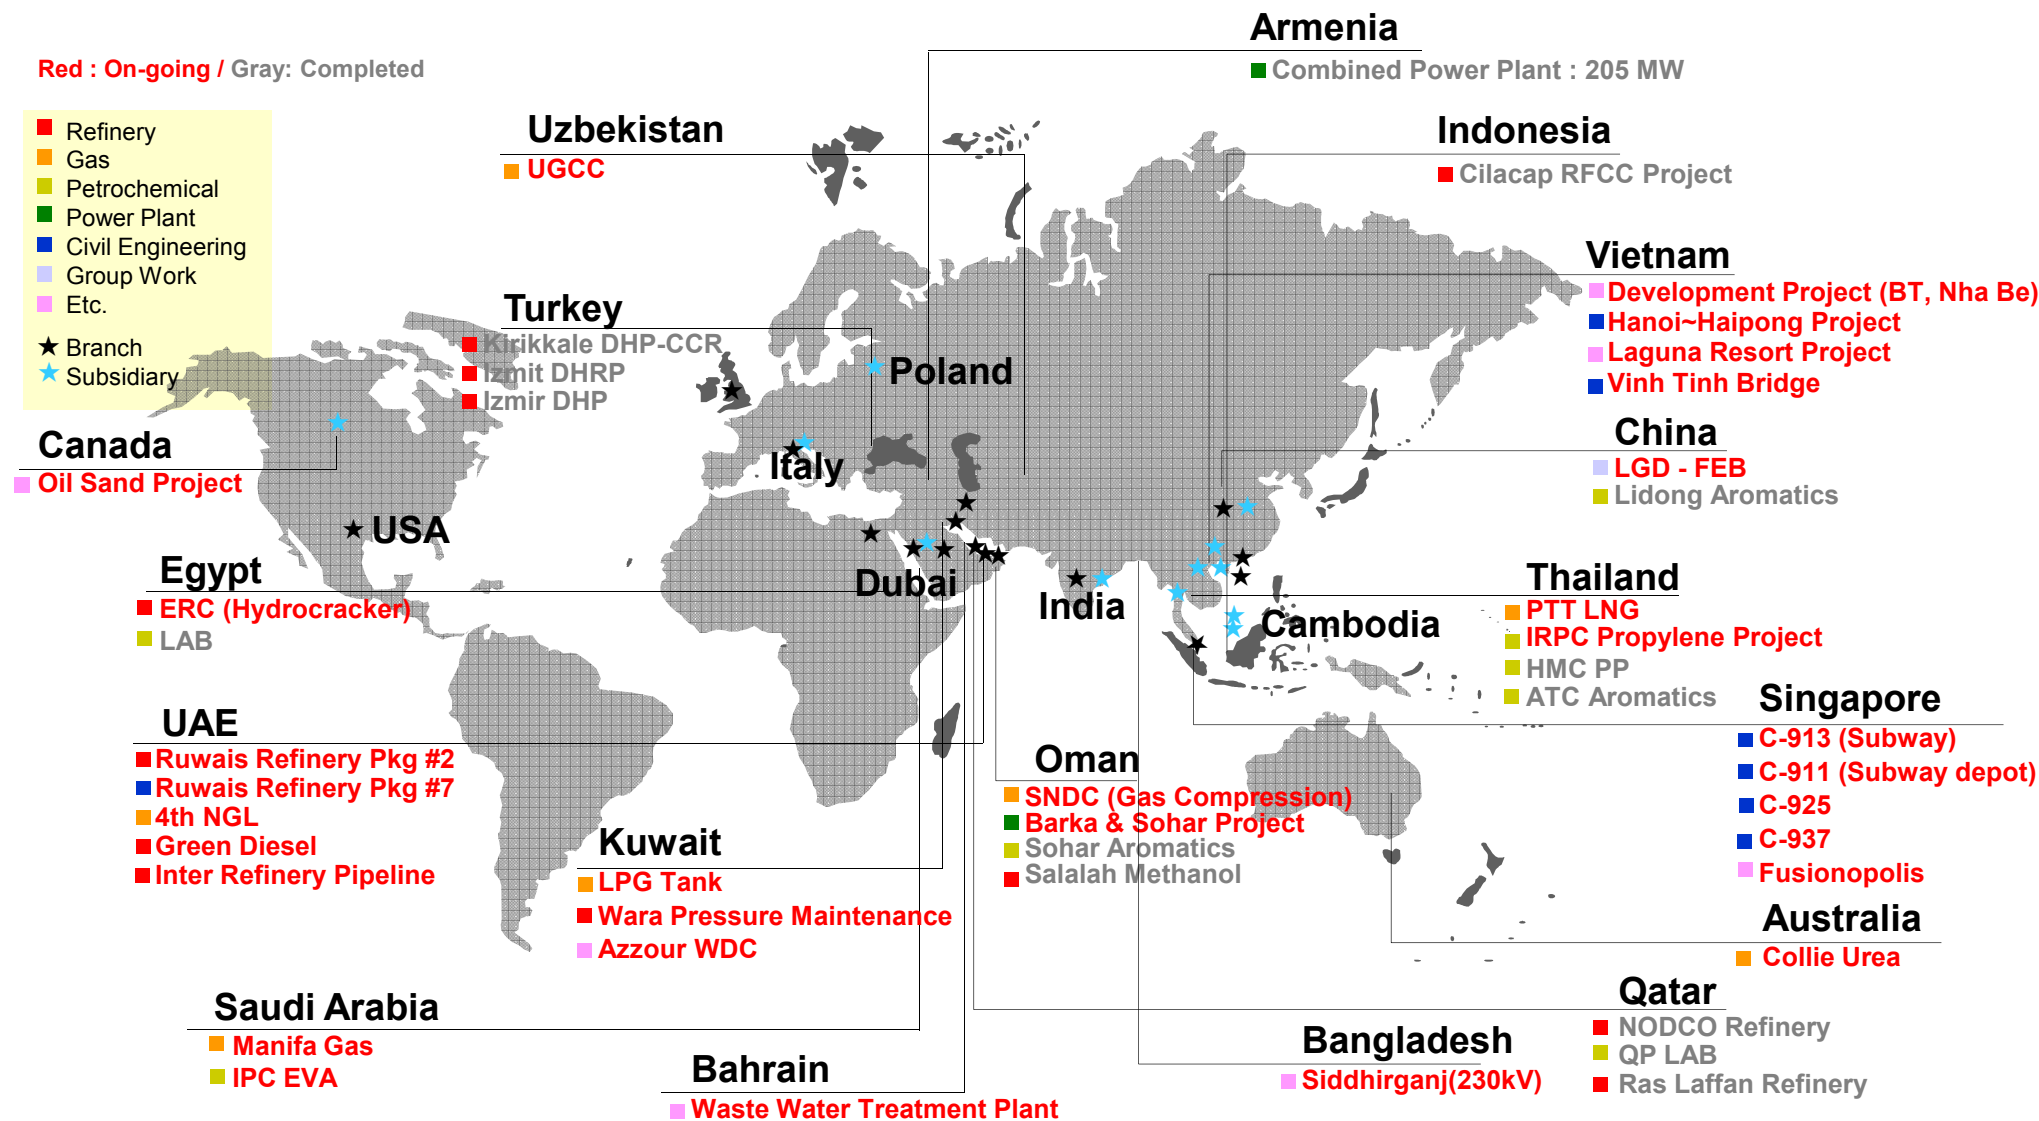 Armenia
Combined Power Plant : 205 MW
Red : On-going / Gray: Completed
Refinery
Gas
Petrochemical
Power Plant
Civil Engineering
Group Work
Etc.
Branch
Subsidiary
Uzbekistan
UGCC
Indonesia
Cilacap RFCC Project
Vietnam
Development Project (BT, Nha Be)
Hanoi~Haipong Project
Laguna Resort Project
Vinh Tinh Bridge
Turkey
Kirikkale DHP-CCR
Izmit DHRP
Izmir DHP
Poland
Canada
Oil Sand Project
Italy
China
LGD - FEB
Lidong Aromatics
USA
Egypt
ERC (Hydrocracker)
LAB
Dubai
India
Cambodia
Thailand
PTT LNG
IRPC Propylene Project
HMC PP
ATC Aromatics
UAE
Ruwais Refinery Pkg #2
Ruwais Refinery Pkg #7
4th NGL
Green Diesel
Inter Refinery Pipeline
Singapore
C-913 (Subway)
C-911 (Subway depot)
C-925
C-937
Fusionopolis
Oman
SNDC (Gas Compression)
Barka & Sohar Project
Sohar Aromatics
Salalah Methanol
Kuwait
LPG Tank
Wara Pressure Maintenance
Azzour WDC
Australia
Collie Urea
Saudi Arabia
Manifa Gas
IPC EVA
Bahrain
Waste Water Treatment Plant
Bangladesh
Siddhirganj(230kV)
Qatar
NODCO Refinery
QP LAB
Ras Laffan Refinery